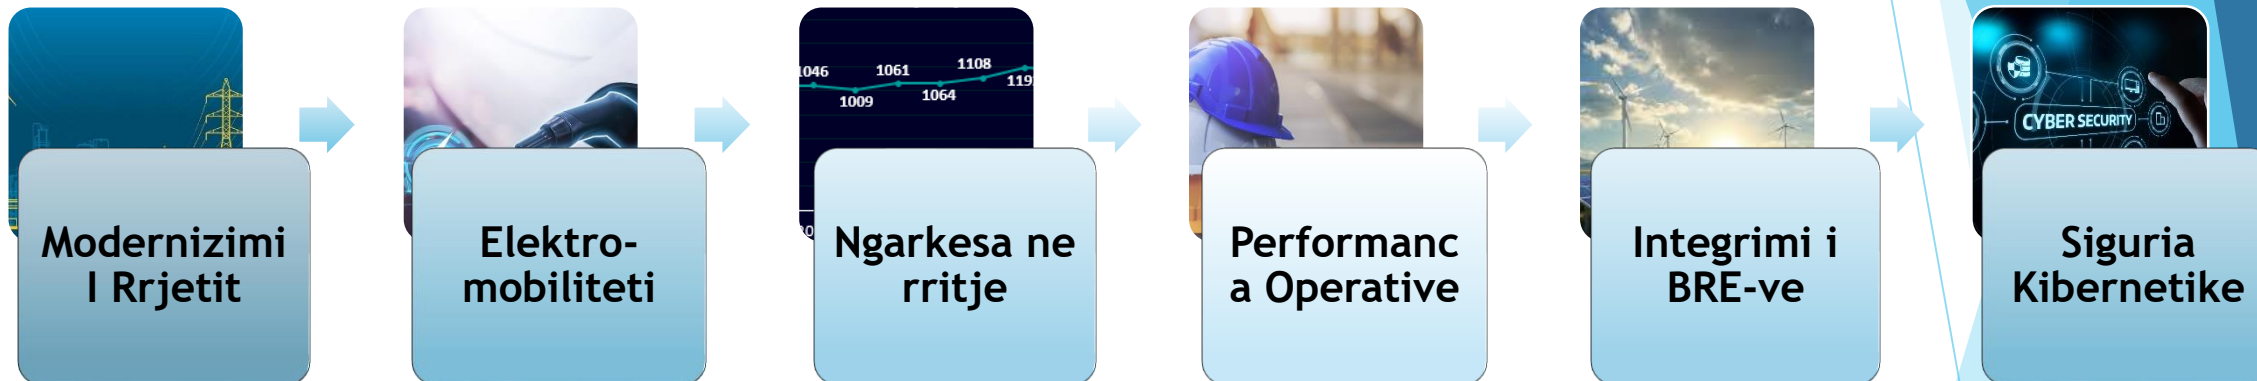 1046
1009
1061
1064
1108
119
CYBER SECURITY
Modernizimi
I Rrjetit
Elektro-
mobiliteti
Ngarkesa ne
rritje
Performanc
a Operative
Integrimi i
BRE-ve
Siguria
Kibernetike